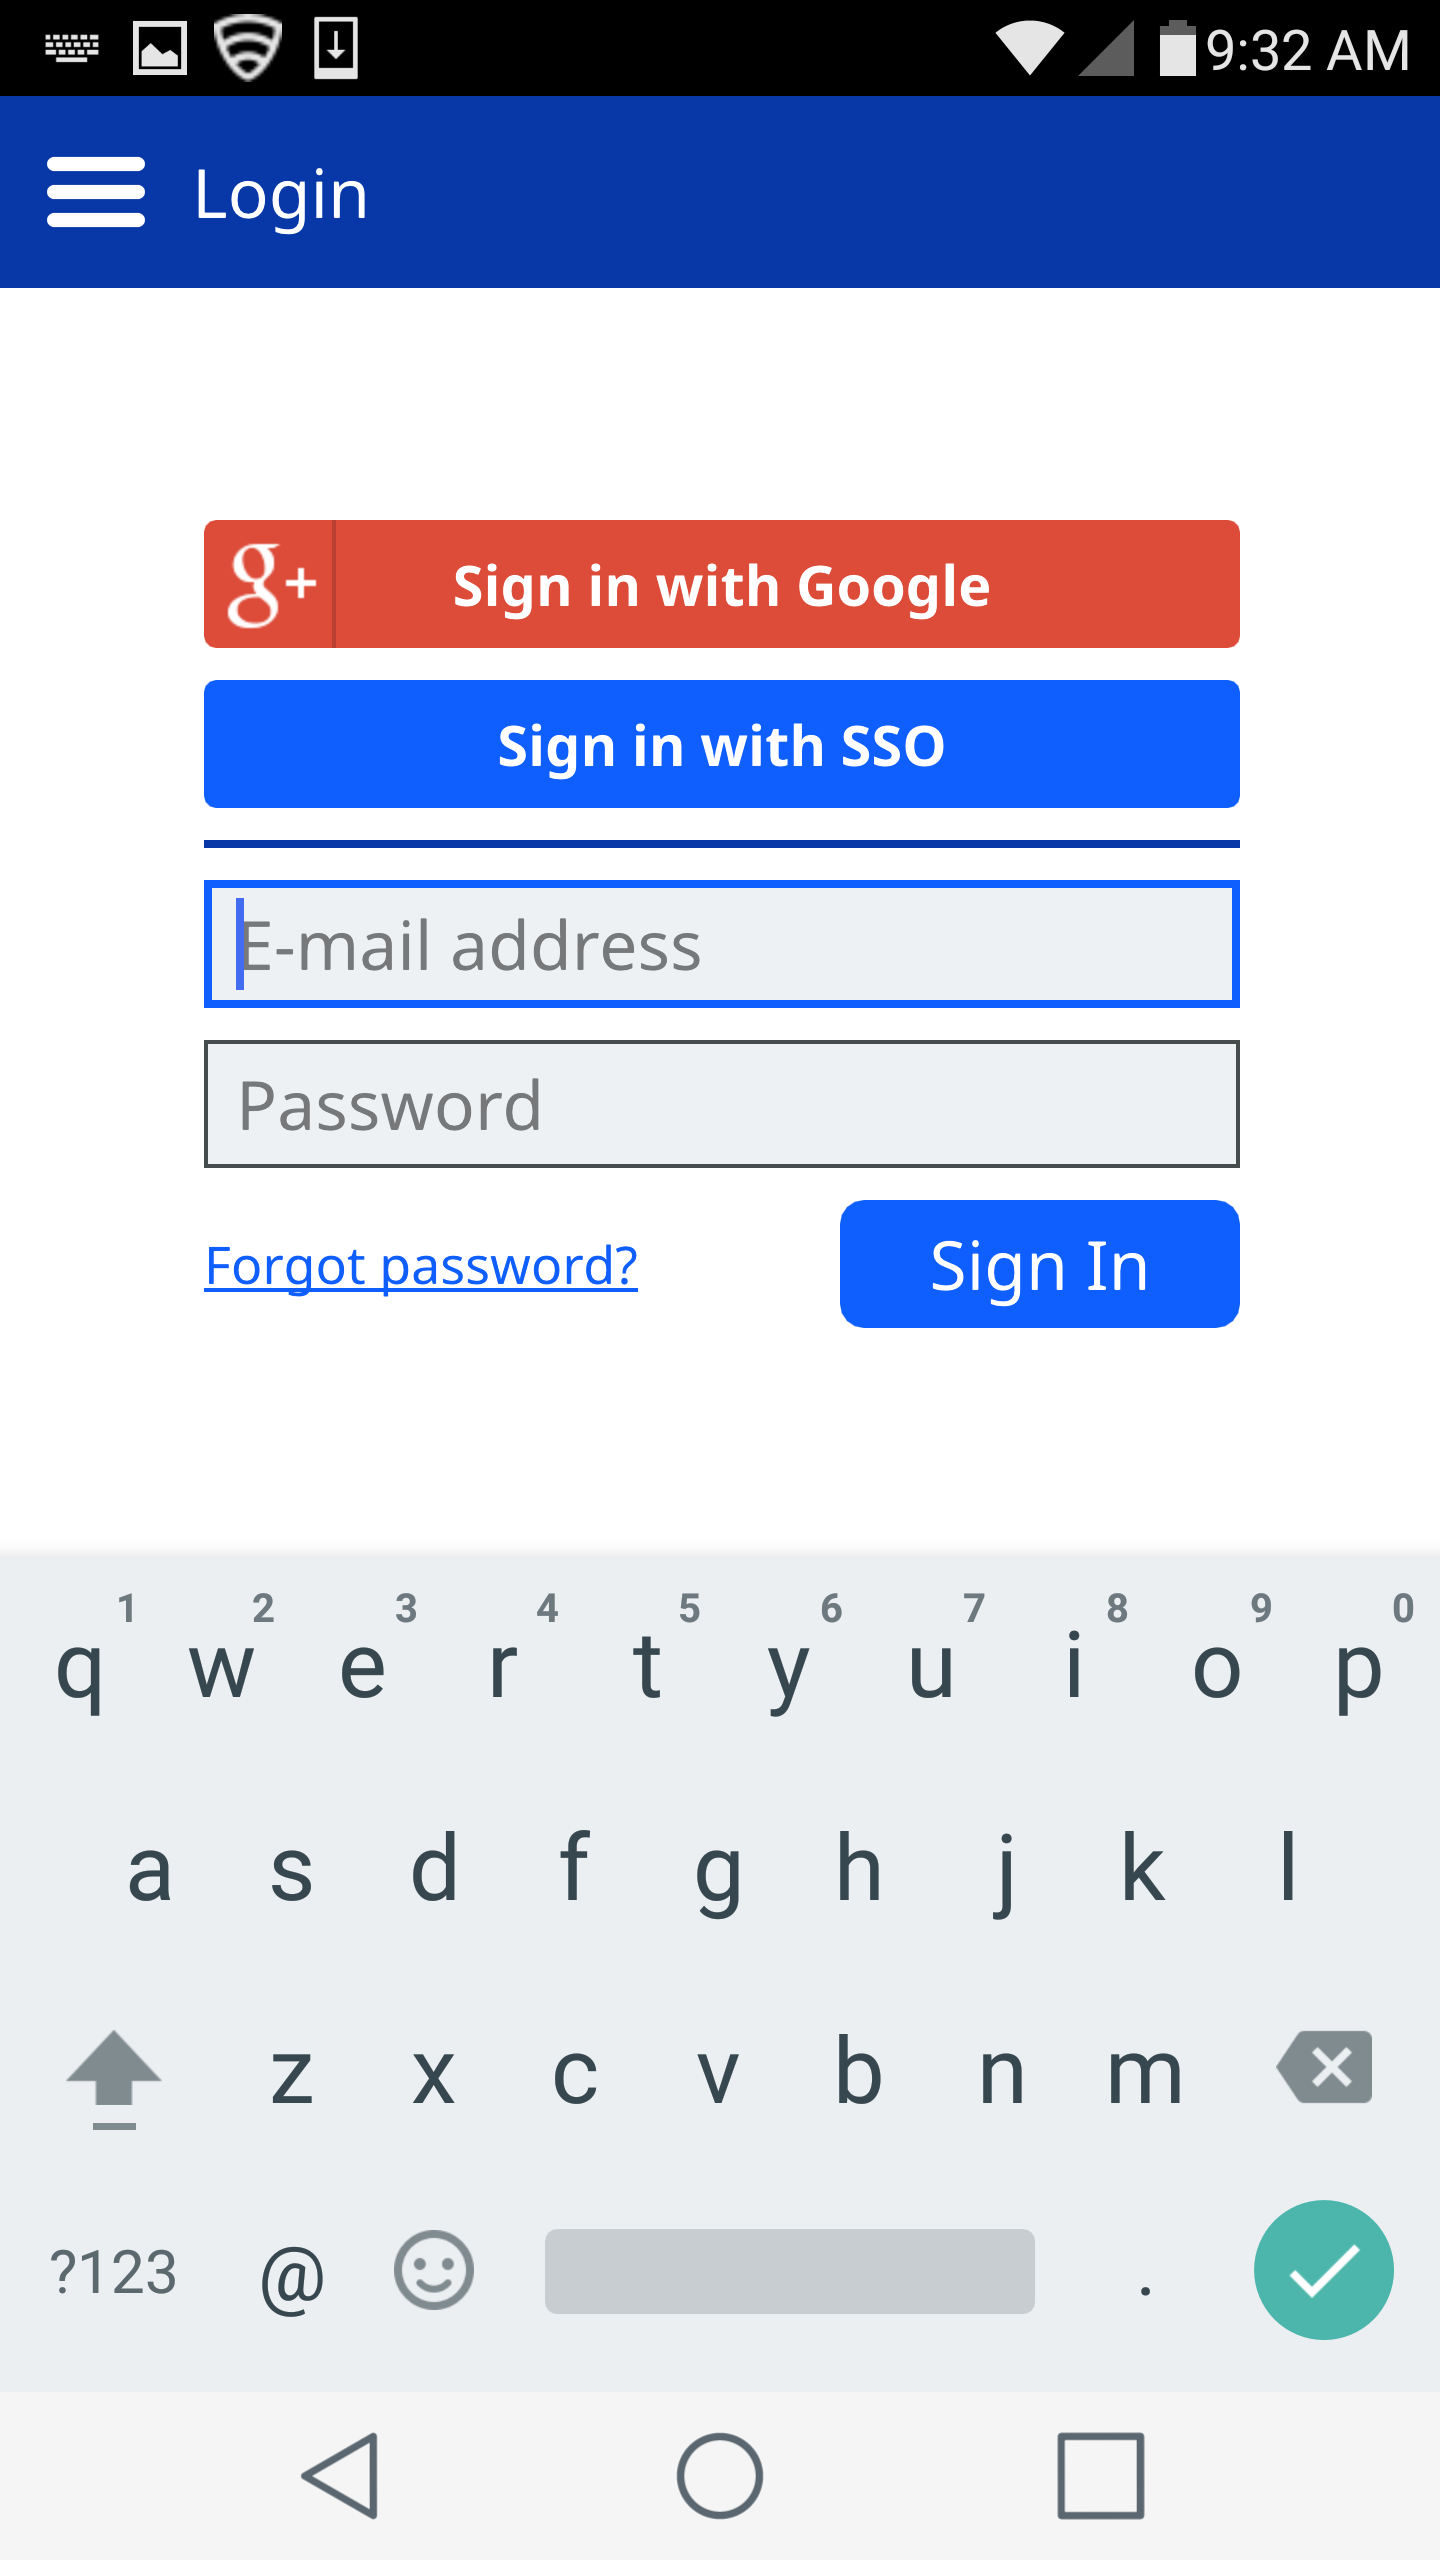 9:32 AM
Login
g+ Sign in with Google
Sign in with SSO
E-mail address
Password
Forgot password? Sign In
1 2 3 4 5 6 7 8 9 0
q w e r t y u i o p
a s d f g h j k l
z x c v b n m
?123 @ .